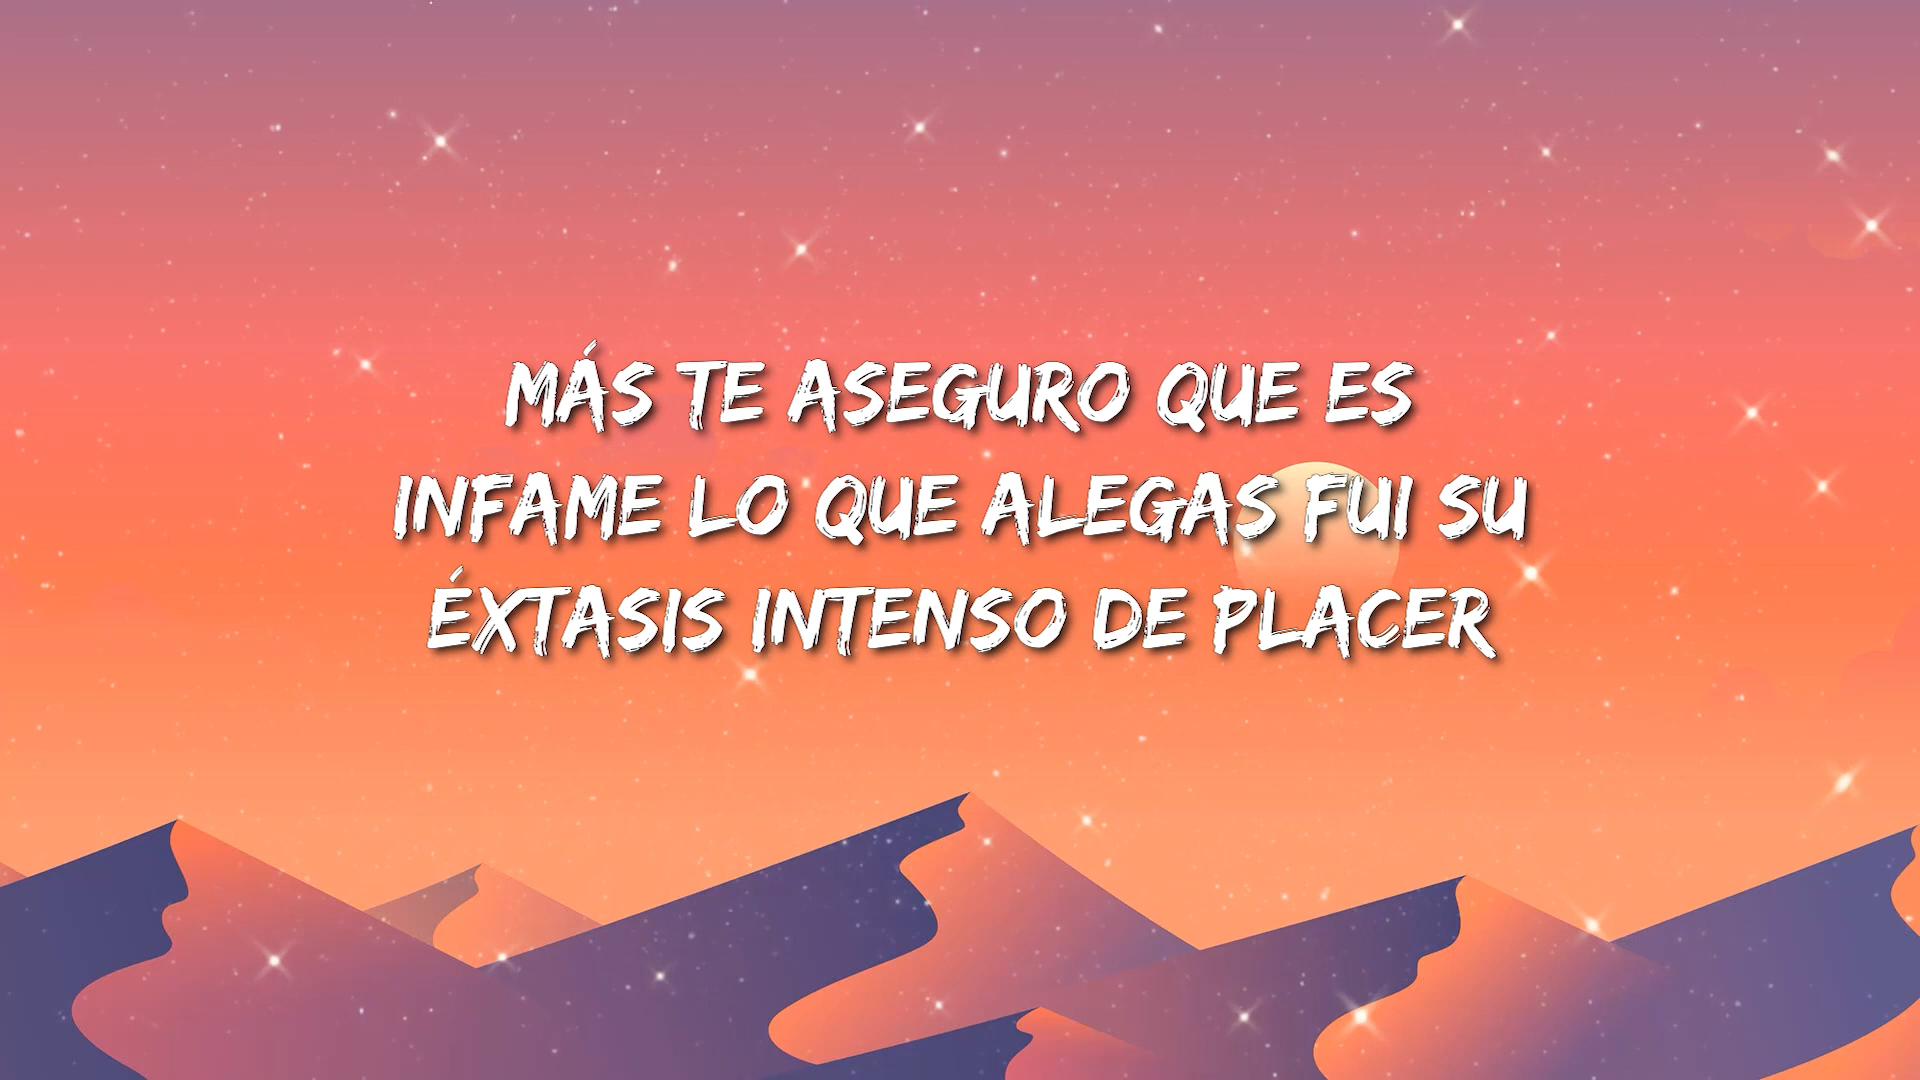 MÁS TE ASEGURO QUE ES
INFAME LO QUE ALEGAS FUI SU
ÉXTASIS INTENSO DE PLACER